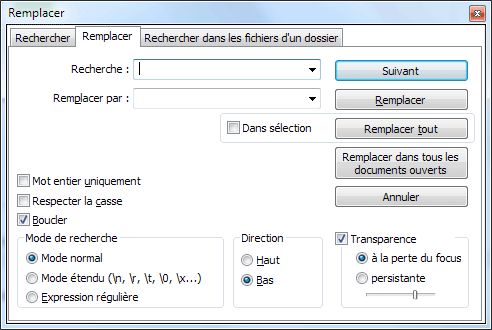 Remplacer
Rechercher Remplacer Rechercher dans les fichiers d'un dossier
Recherche : Suivant
Remplacer par : Remplacer
Dans sélection Remplacer tout
Remplacer dans tous les
documents ouverts
Mot entier uniquement
Respecter la casse Annuler
Boucler
Mode de recherche Direction Transparence
Mode normal Haut à la perte du focus
Mode étendu (\n, \r, \t, \0, \x...) Bas persistante
Expression régulière